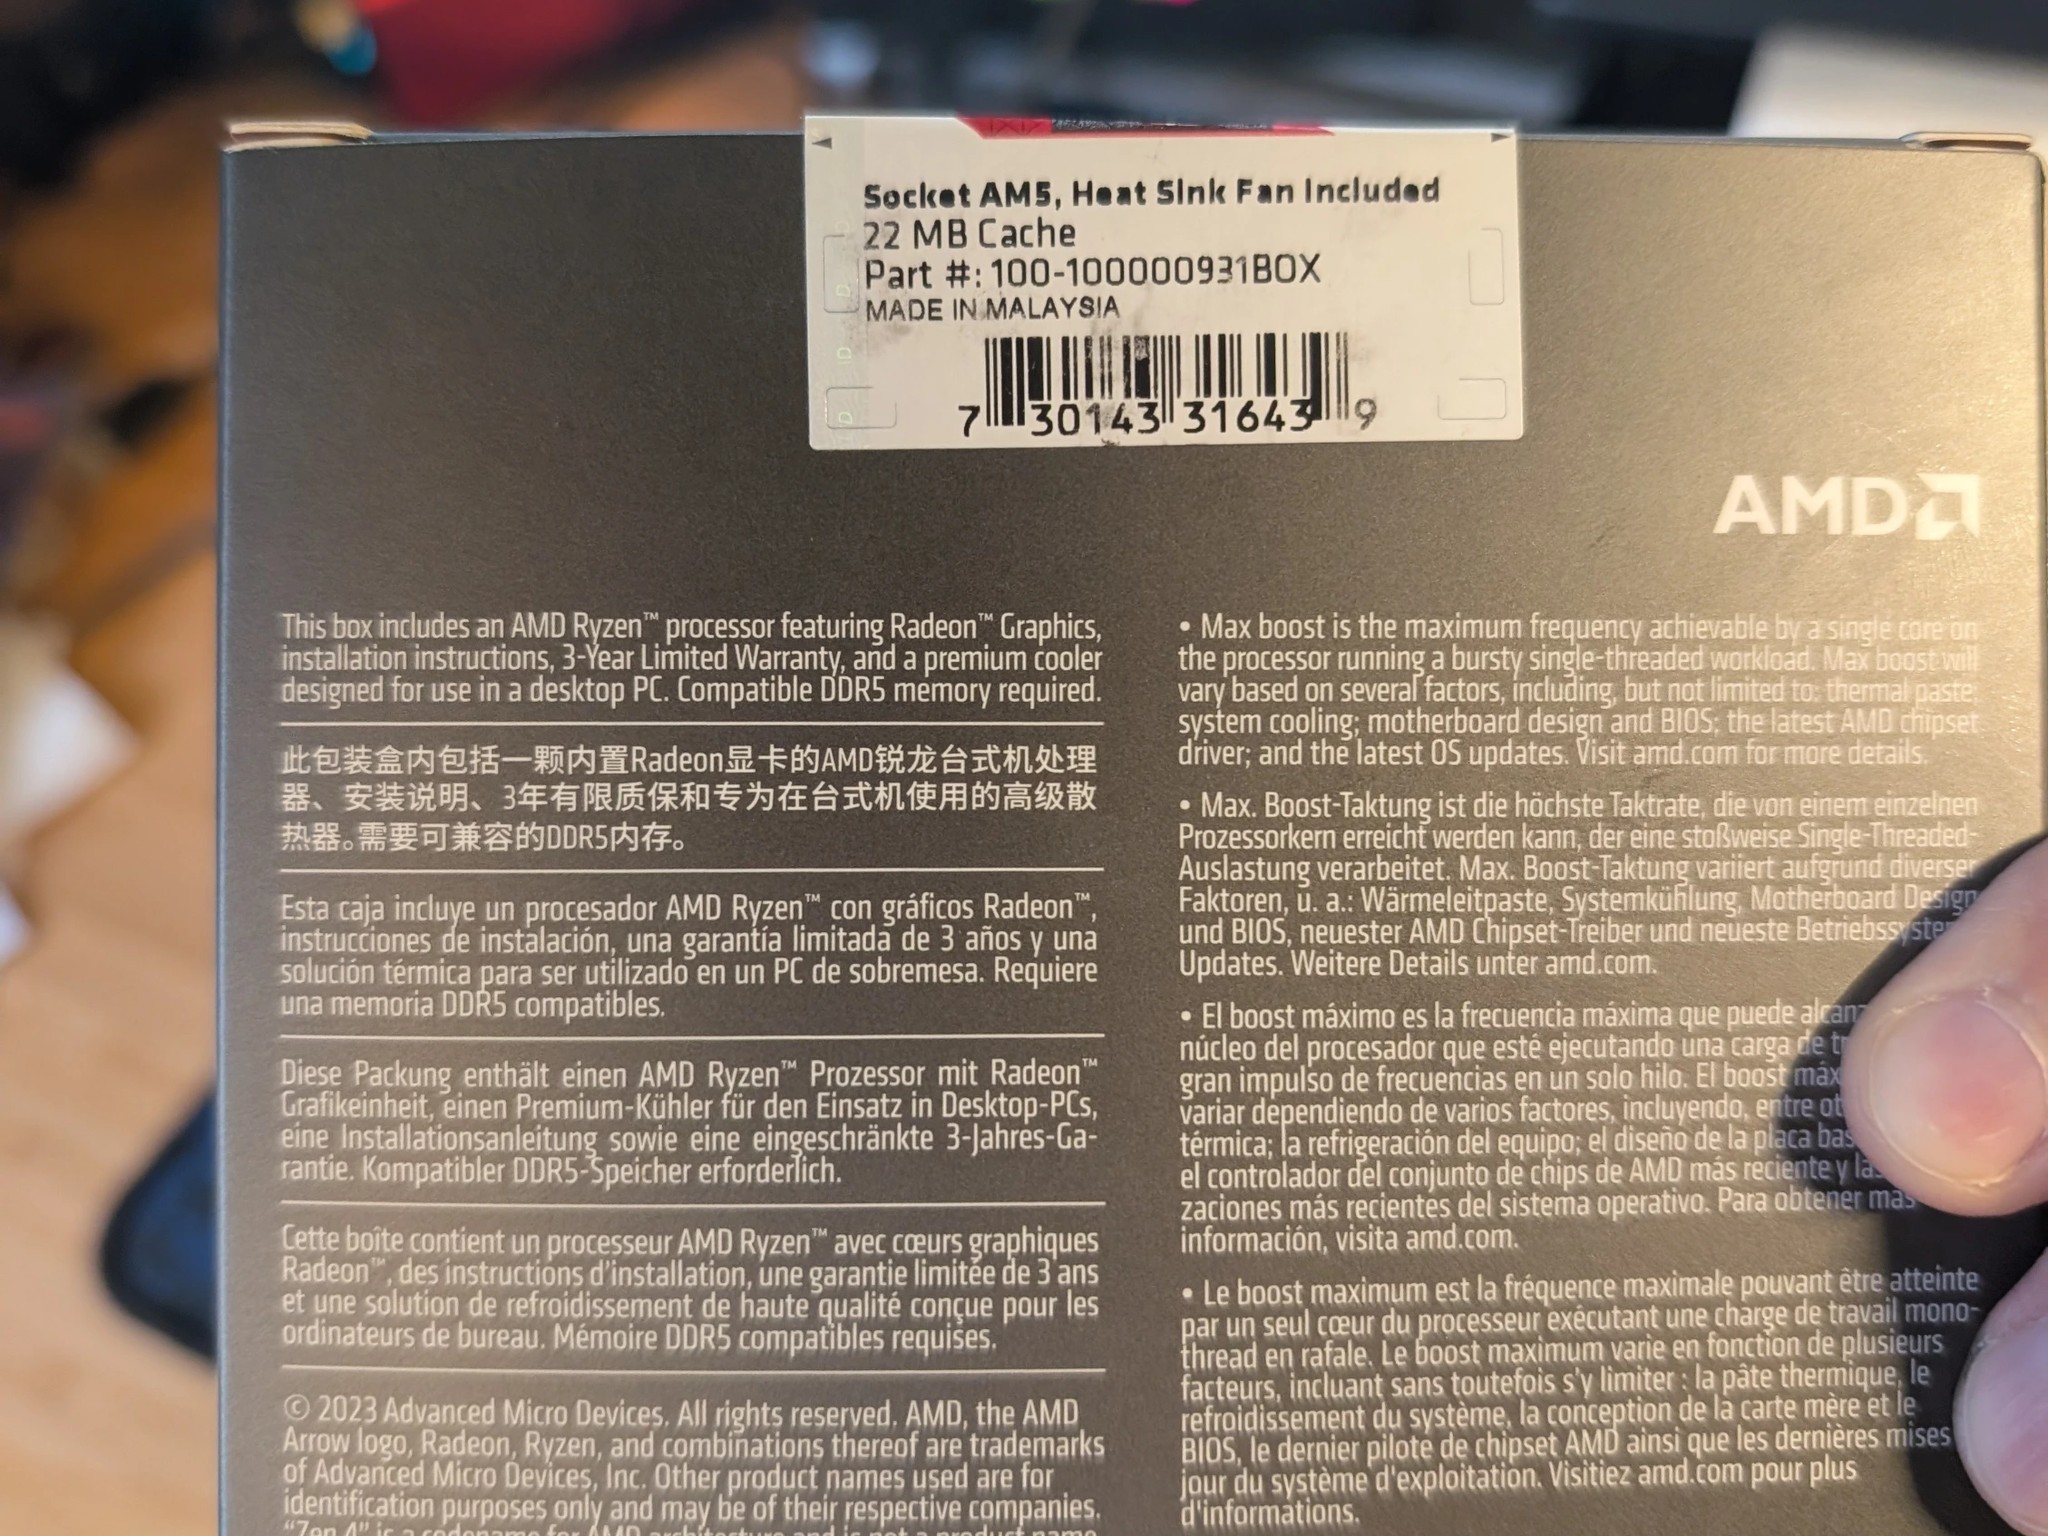 Socket AM5, Heat Sink Fan Included
22 MB Cache
Part #: 100-100000931BOX
MADE IN MALAYSIA
7 30143 31643 9
AMD
This box includes an AMD Ryzen™ processor featuring Radeon™ Graphics,
installation instructions, 3-Year Limited Warranty, and a premium cooler
designed for use in a desktop PC. Compatible DDR5 memory required.
此包装盒内包括一颗内置Radeon显卡的AMD锐龙台式机处理
器、安装说明、3年有限质保和专为在台式机使用的高级散
热器。需要可兼容的DDR5内存。
Esta caja incluye un procesador AMD Ryzen™ con gráficos Radeon™,
instrucciones de instalación, una garantía limitada de 3 años y una
solución térmica para ser utilizado en un PC de sobremesa. Requiere
una memoria DDR5 compatibles.
Diese Packung enthält einen AMD Ryzen™ Prozessor mit Radeon™
Grafikeinheit, einen Premium-Kühler für den Einsatz in Desktop-PCs,
eine Installationsanleitung sowie eine eingeschränkte 3-Jahres-Ga-
rantie. Kompatibler DDR5-Speicher erforderlich.
Cette boîte contient un processeur AMD Ryzen™ avec cœurs graphiques
Radeon™, des instructions d'installation, une garantie limitée de 3 ans
et une solution de refroidissement de haute qualité conçue pour les
ordinateurs de bureau. Mémoire DDR5 compatibles requises.
© 2023 Advanced Micro Devices. All rights reserved. AMD, the AMD
Arrow logo, Radeon, Ryzen, and combinations thereof are trademarks
of Advanced Micro Devices, Inc. Other product names used are for
identification purposes only and may be of their respective companies.
"Zen 4" is a codename for AMD architecture and is not a product name
• Max boost is the maximum frequency achievable by a single core on
the processor running a bursty single-threaded workload. Max boost will
vary based on several factors, including, but not limited to: thermal paste;
system cooling; motherboard design and BIOS; the latest AMD chipset
driver; and the latest OS updates. Visit amd.com for more details.
• Max. Boost-Taktung ist die höchste Taktrate, die von einem einzelnen
Prozessorkern erreicht werden kann, der eine stoßweise Single-Threaded-
Auslastung verarbeitet. Max. Boost-Taktung variiert aufgrund diverser
Faktoren, u. a.: Wärmeleitpaste, Systemkühlung, Motherboard Design
und BIOS, neuester AMD Chipset-Treiber und neueste Betriebssystem
Updates. Weitere Details unter amd.com.
• El boost máximo es la frecuencia máxima que puede
núcleo del procesador que esté ejecutando una carga de
gran impulso de frecuencias en un solo hilo. El boost
variar dependiendo de varios factores, incluyendo, entre
térmica; la refrigeración del equipo; el diseño de la placa
el controlador del conjunto de chips de AMD más reciente y
zaciones más recientes del sistema operativo. Para obtener más
información, visita amd.com.
• Le boost maximum est la fréquence maximale pouvant être atteinte
par un seul cœur du processeur exécutant une charge de travail mono-
thread en rafale. Le boost maximum varie en fonction de plusieurs
facteurs, incluant sans toutefois s'y limiter : la pâte thermique, le
refroidissement du système, la conception de la carte mère et le
BIOS, le dernier pilote de chipset AMD ainsi que les dernières mises
jour du système d'exploitation. Visitiez amd.com pour plus
d'informations.